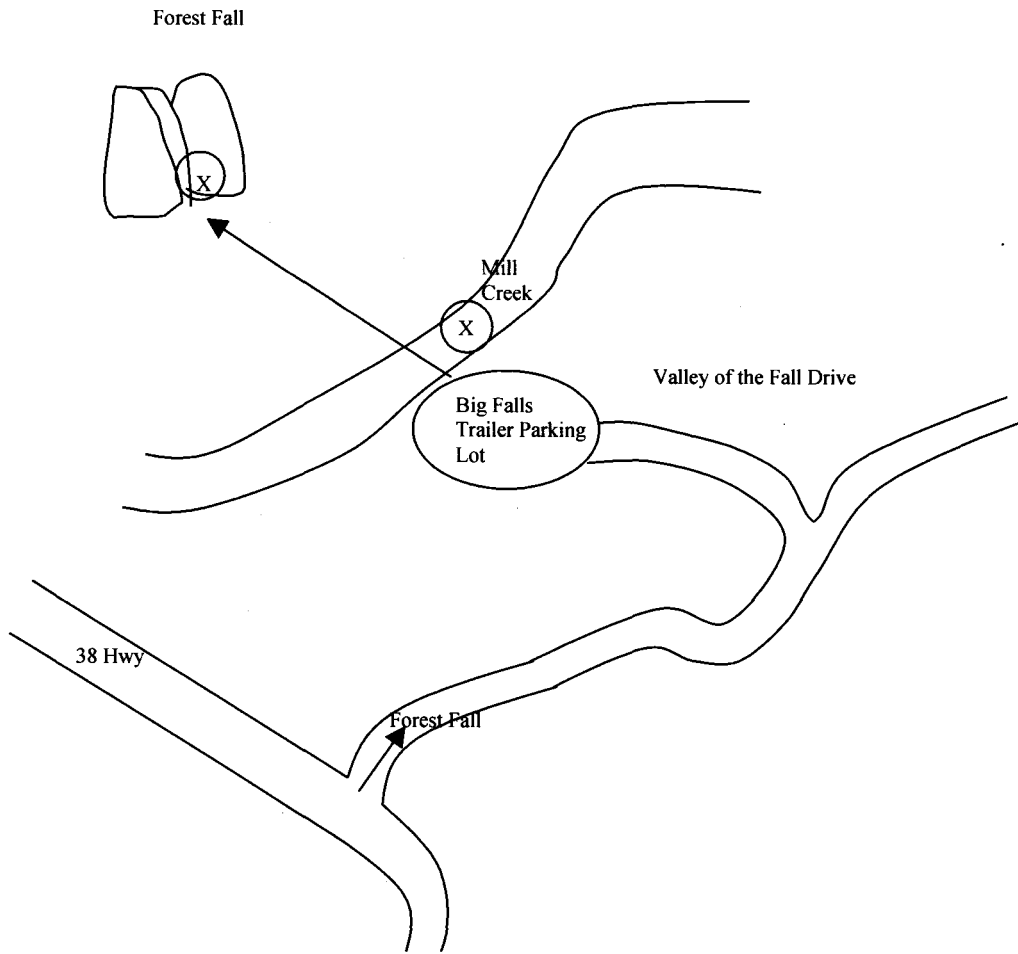 Forest Fall
X
Mill
Creek
X
Valley of the Fall Drive
Big Falls
Trailer Parking
Lot
38 Hwy
Forest Fall